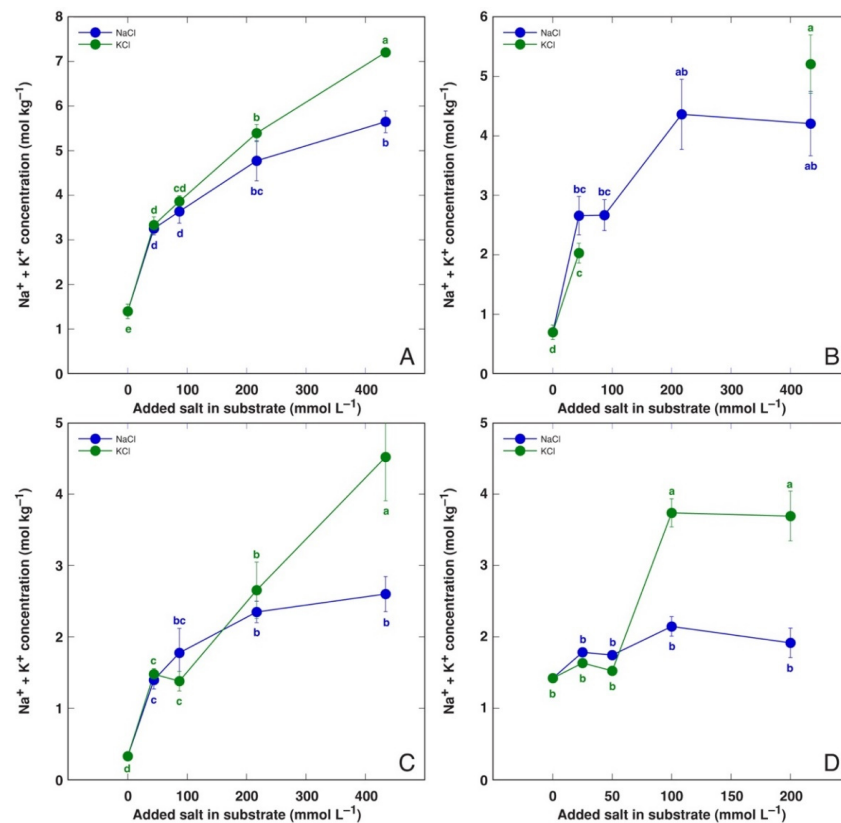 NaCl
KCl
Na⁺ + K⁺ concentration (mol kg⁻¹)
8
7
6
5
4
3
2
1
0
a
b
b
bc
cd
d
d
d
e
A
0 100 200 300 400
Added salt in substrate (mmol L⁻¹)
NaCl
KCl
Na⁺ + K⁺ concentration (mol kg⁻¹)
6
5
4
3
2
1
0
a
ab
ab
bc
bc
c
d
B
0 100 200 300 400
Added salt in substrate (mmol L⁻¹)
NaCl
KCl
Na⁺ + K⁺ concentration (mol kg⁻¹)
5
4
3
2
1
0
a
b
bc
b
b
c
c
c
d
C
0 100 200 300 400
Added salt in substrate (mmol L⁻¹)
NaCl
KCl
Na⁺ + K⁺ concentration (mol kg⁻¹)
5
4
3
2
1
0
a
a
b
b
b
b
b
b
b
D
0 50 100 150 200
Added salt in substrate (mmol L⁻¹)